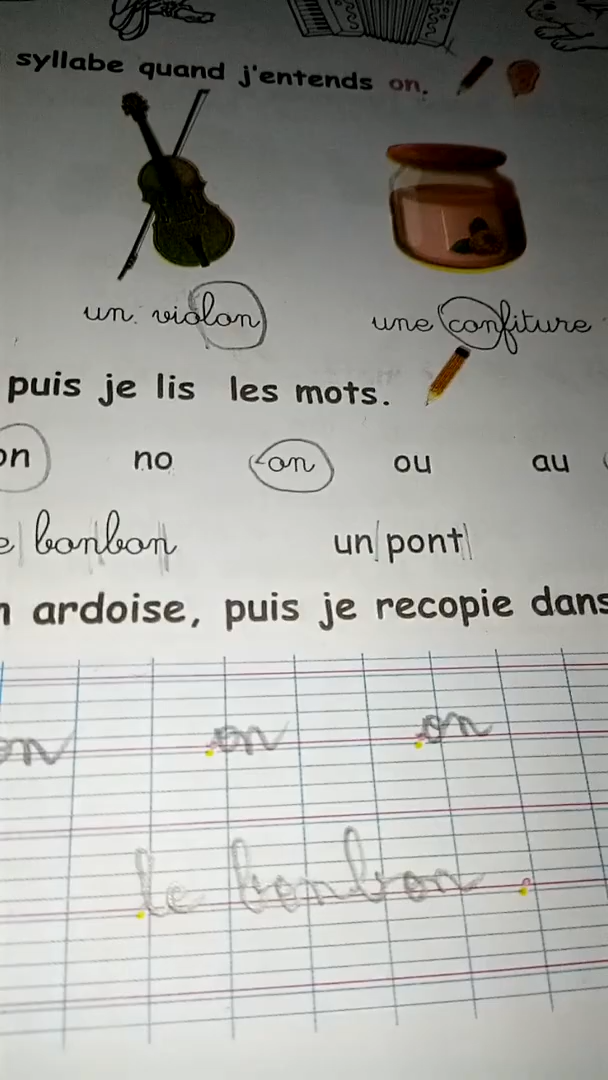 syllabe quand j'entends on.
un violon une confiture
puis je lis les mots.
on no on ou au
bonbon un pont
ardoise, puis je recopie dans
on on on
le bonbon